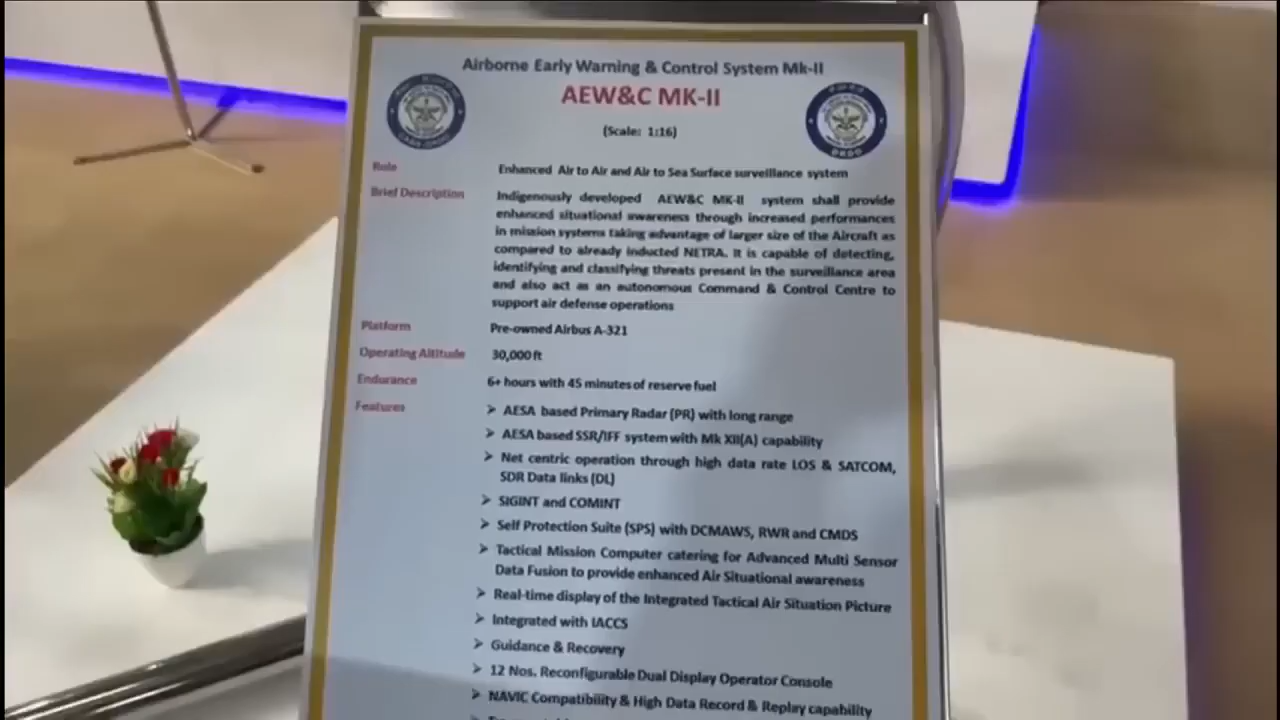 Airborne Early Warning & Control System Mk-II
AEW&C MK-II
(Scale: 1:16)
DRDO
Role
Enhanced Air to Air and Air to Sea Surface surveillance system
Brief Description
Indigenously developed AEW&C MK-II system shall provide
enhanced situational awareness through increased performances
in mission systems taking advantage of larger size of the Aircraft as
compared to already inducted NETRA. It is capable of detecting,
identifying and classifying threats present in the surveillance area
and also act as an autonomous Command & Control Centre to
support air defense operations
Platform
Pre-owned Airbus A-321
Operating Altitude
30,000 ft
Endurance
6+ hours with 45 minutes of reserve fuel
Features
➢ AESA based Primary Radar (PR) with long range
➢ AESA based SSR/IFF system with Mk XII(A) capability
➢ Net centric operation through high data rate LOS & SATCOM,
SDR Data links (DL)
➢ SIGINT and COMINT
➢ Self Protection Suite (SPS) with DCMAWS, RWR and CMDS
➢ Tactical Mission Computer catering for Advanced Multi Sensor
Data Fusion to provide enhanced Air Situational awareness
➢ Real-time display of the Integrated Tactical Air Situation Picture
➢ Integrated with IACCS
➢ Guidance & Recovery
➢ 12 Nos. Reconfigurable Dual Display Operator Console
➢ NAVIC Compatibility & High Data Record & Replay capability